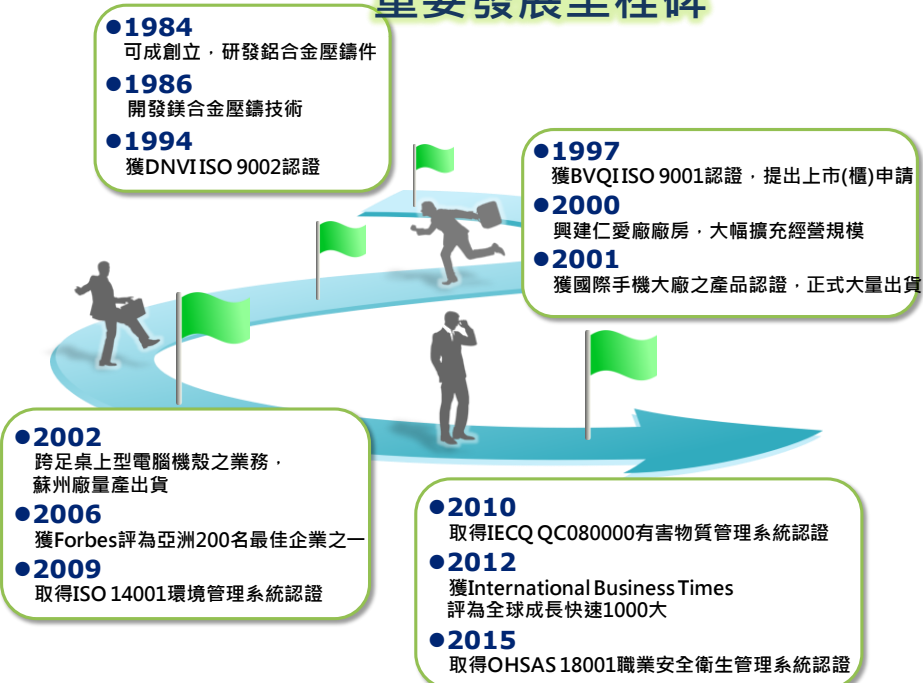 重要發展里程碑
●1984
可成創立，研發鋁合金壓鑄件
●1986
開發鎂合金壓鑄技術
●1994
獲DNVI ISO 9002認證
●1997
獲BVQI ISO 9001認證，提出上市(櫃)申請
●2000
興建仁愛廠廠房，大幅擴充經營規模
●2001
獲國際手機大廠之產品認證，正式大量出貨
●2002
跨足桌上型電腦機殼之業務，
蘇州廠量產出貨
●2006
獲Forbes評為亞洲200名最佳企業之一
●2009
取得ISO 14001環境管理系統認證
●2010
取得IECQ QC080000有害物質管理系統認證
●2012
獲International Business Times
評為全球成長快速1000大
●2015
取得OHSAS 18001職業安全衛生管理系統認證